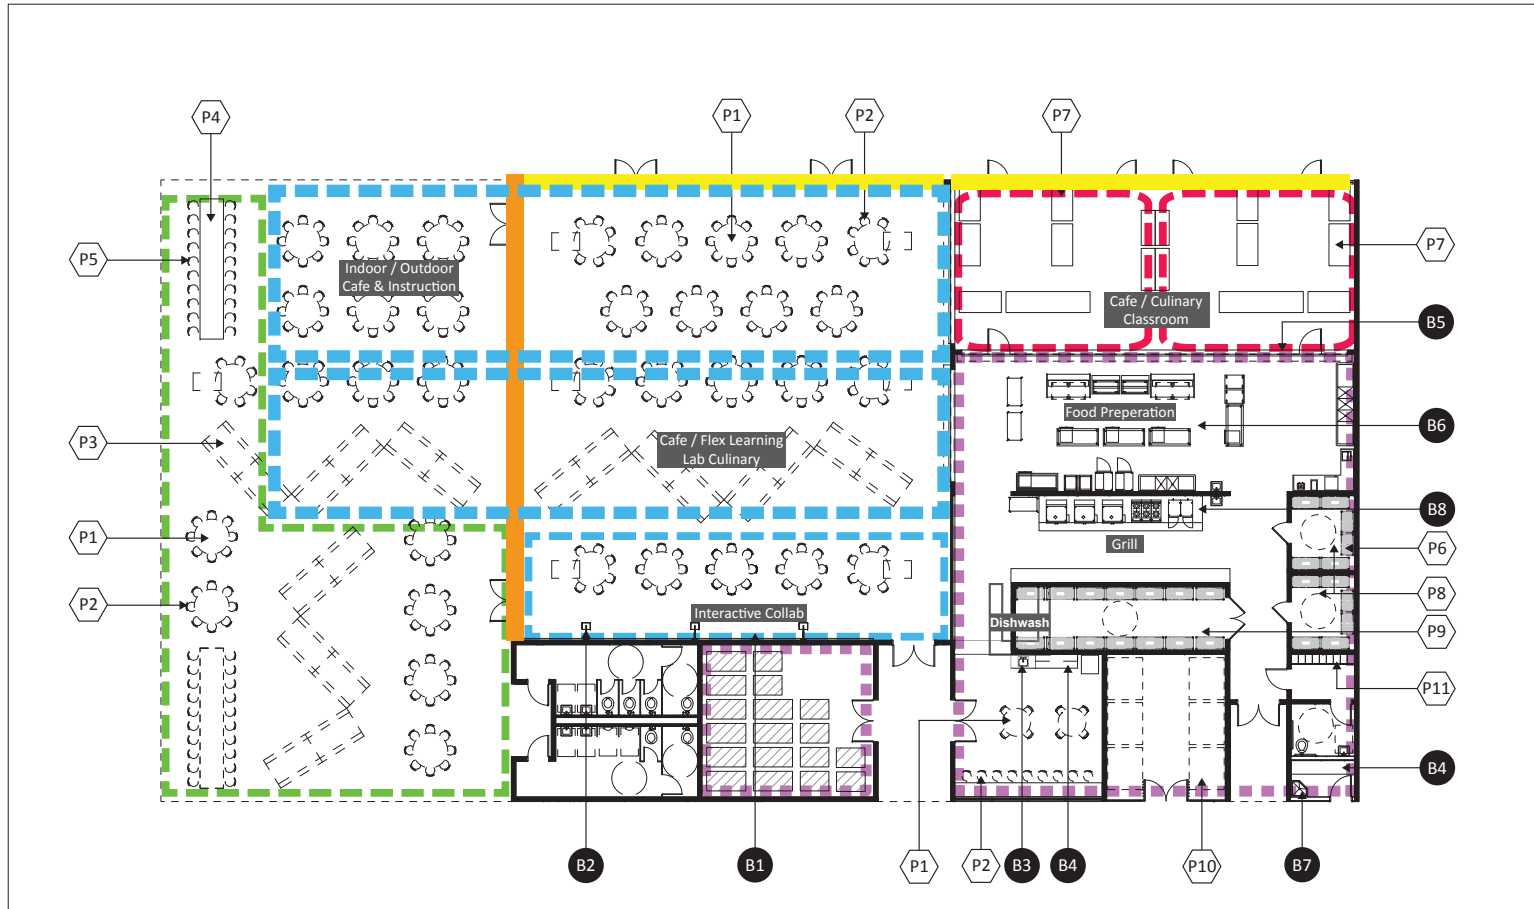 P4
P1
P2
P7
P5
P7
Indoor / Outdoor
Cafe & Instruction
Cafe / Culinary
Classroom
B5
Food Preperation
B6
P3
Cafe / Flex Learning
Lab Culinary
B8
P1
Grill
P6
P8
P2
Interactive Collab
Dishwash
P9
P11
B4
B2
B1
P1
P2
B3
B4
P10
B7